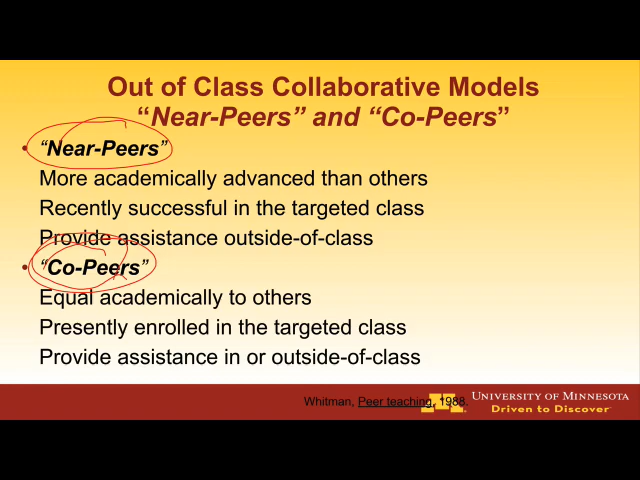 Out of Class Collaborative Models
“Near-Peers” and “Co-Peers”
• “Near-Peers”
More academically advanced than others
Recently successful in the targeted class
Provide assistance outside-of-class
• “Co-Peers”
Equal academically to others
Presently enrolled in the targeted class
Provide assistance in or outside-of-class
Whitman, Peer teaching, 1988.
M
UNIVERSITY OF MINNESOTA
Driven to Discover